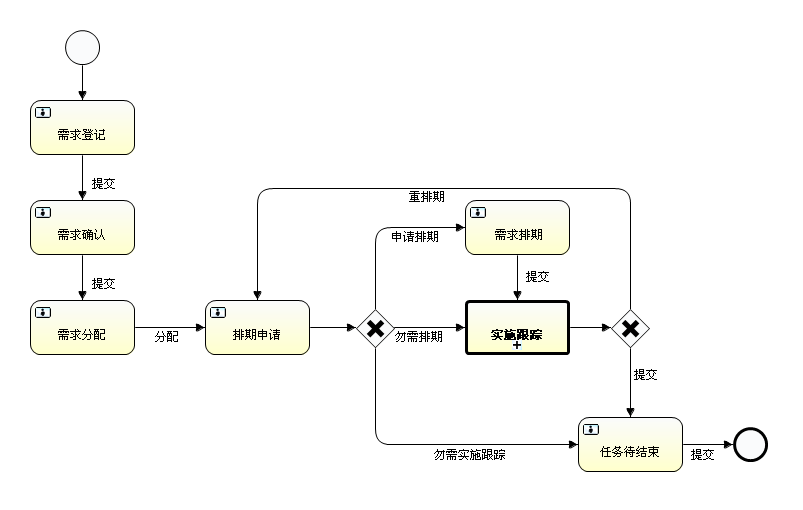 需求登记
提交
重排期
需求确认
申请排期
需求排期
提交
提交
需求分配
分配
排期申请
勿需排期
实施跟踪
提交
勿需实施跟踪
任务待结束
提交